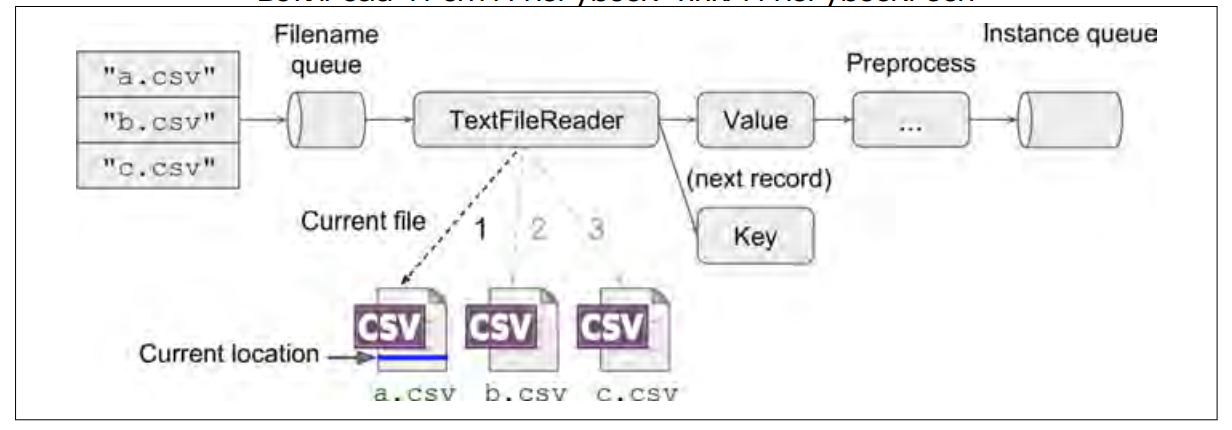 Filename
queue
Instance queue
Preprocess
"a.csv"
"b.csv"
"c.csv"
TextFileReader
Value
...
(next record)
Key
Current file
1
2
3
CSV
CSV
CSV
Current location
a.csv
b.csv
c.csv